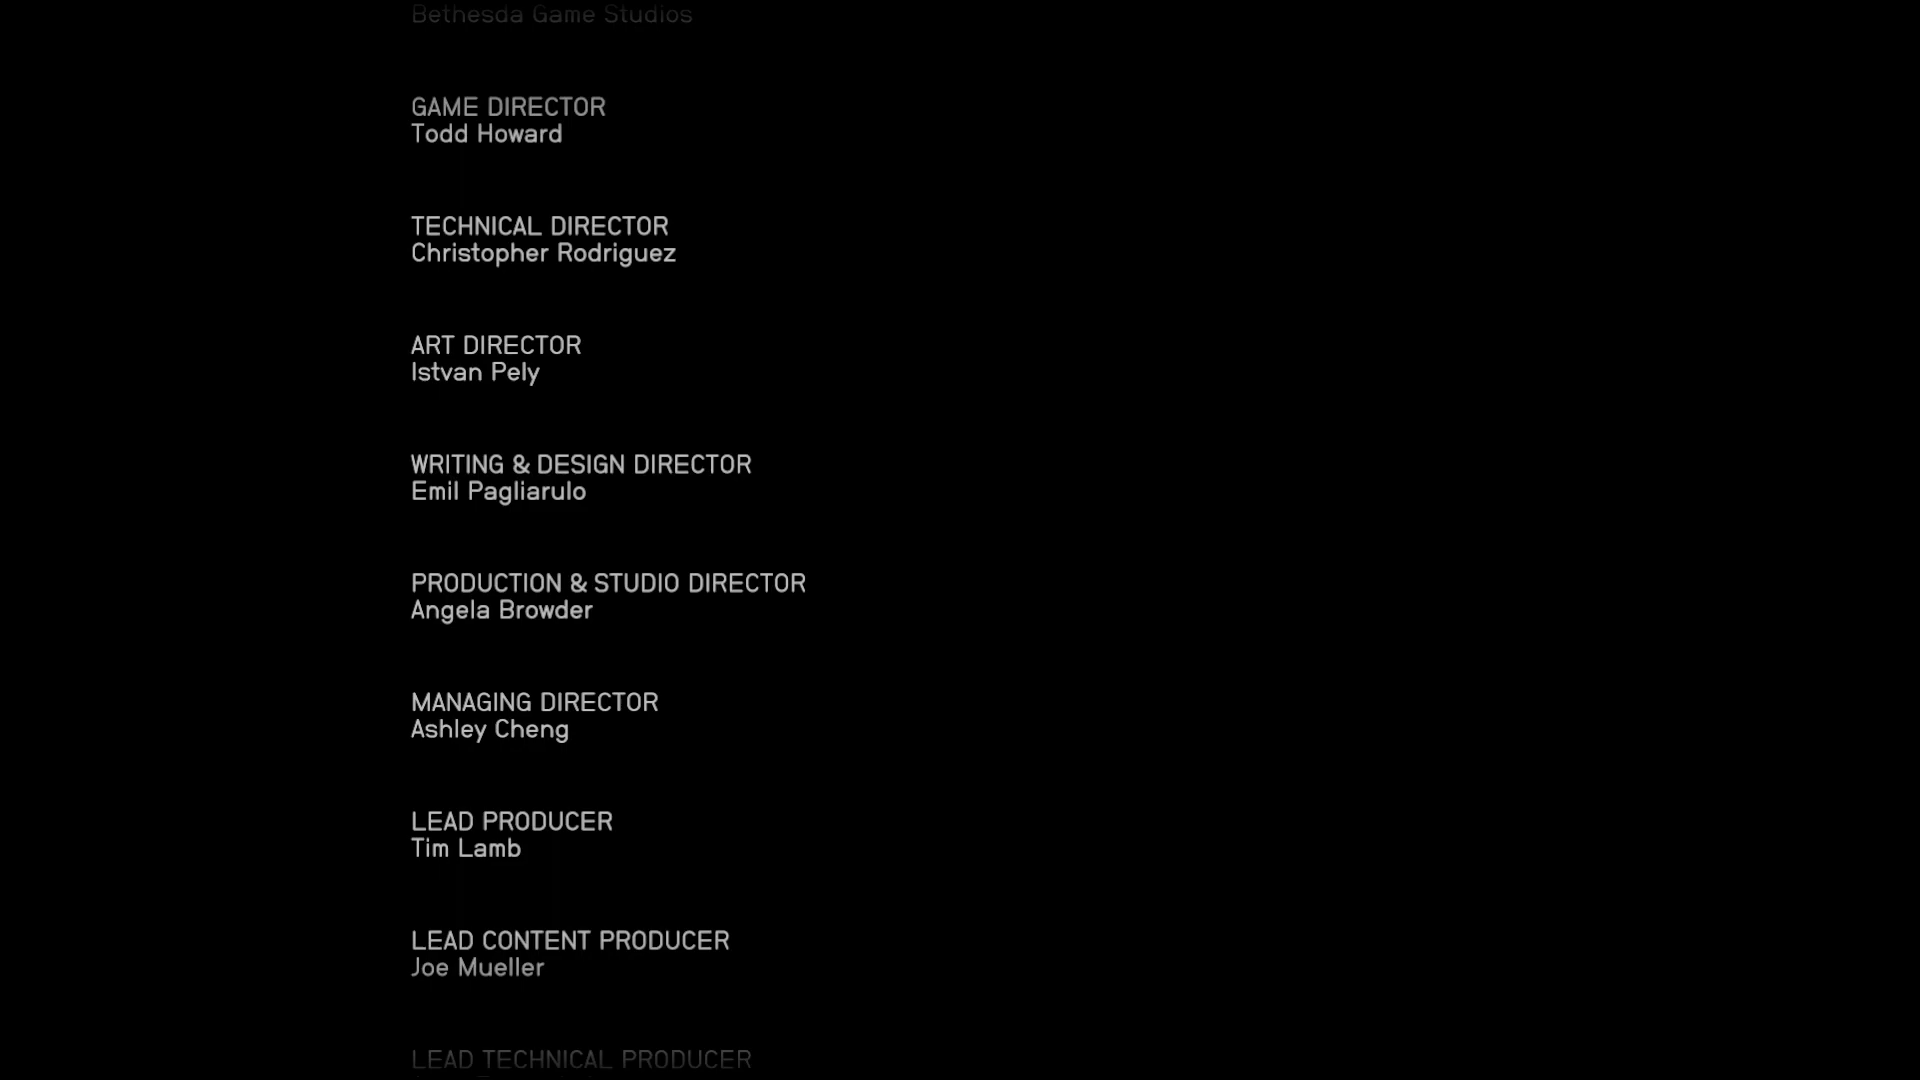 Bethesda Game Studios
GAME DIRECTOR
Todd Howard
TECHNICAL DIRECTOR
Christopher Rodriguez
ART DIRECTOR
Istvan Pely
WRITING & DESIGN DIRECTOR
Emil Pagliarulo
PRODUCTION & STUDIO DIRECTOR
Angela Browder
MANAGING DIRECTOR
Ashley Cheng
LEAD PRODUCER
Tim Lamb
LEAD CONTENT PRODUCER
Joe Mueller
LEAD TECHNICAL PRODUCER